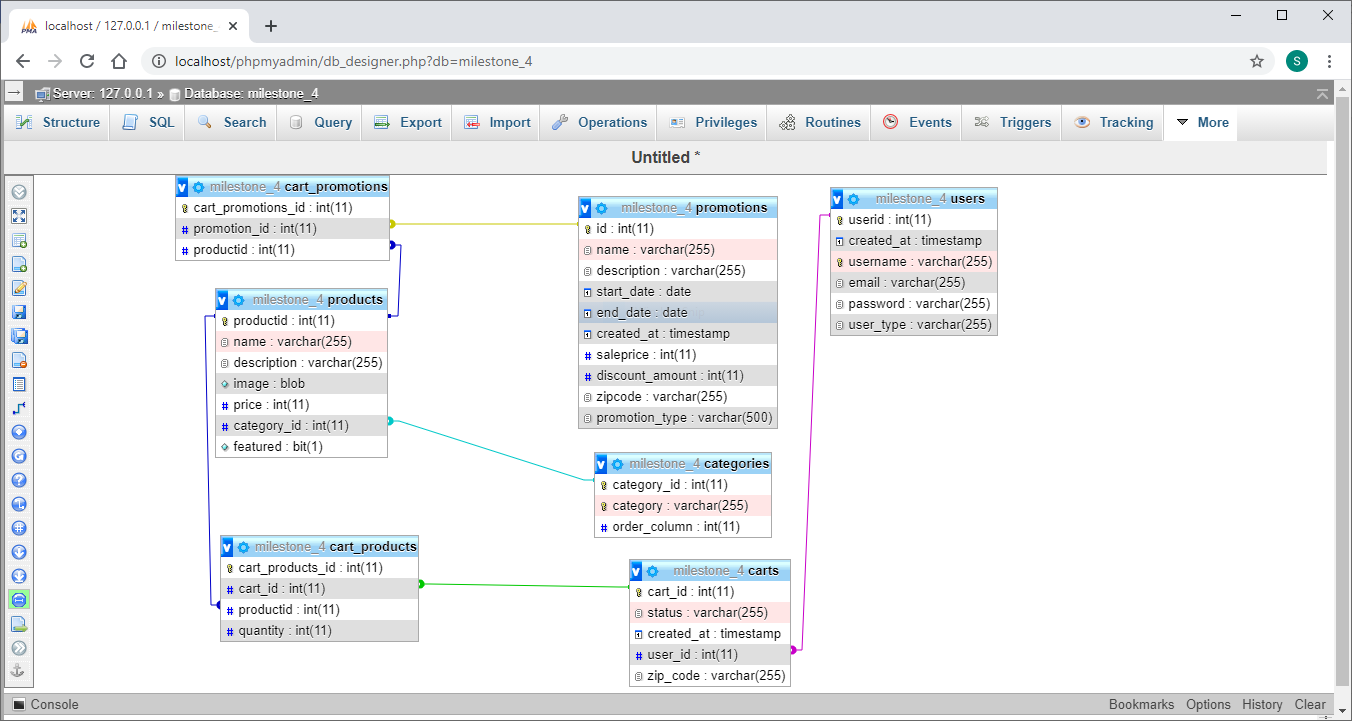 localhost / 127.0.0.1 / milestone_
localhost/phpmyadmin/db_designer.php?db=milestone_4
S
Server: 127.0.0.1 » Database: milestone_4
Structure SQL Search Query Export Import Operations Privileges Routines Events Triggers Tracking More
Untitled *
v milestone_4 cart_promotions
cart_promotions_id : int(11)
# promotion_id : int(11)
# productid : int(11)
v milestone_4 promotions
id : int(11)
name : varchar(255)
description : varchar(255)
start_date : date
end_date : date
created_at : timestamp
# saleprice : int(11)
# discount_amount : int(11)
zipcode : varchar(255)
promotion_type : varchar(500)
v milestone_4 users
userid : int(11)
created_at : timestamp
username : varchar(255)
email : varchar(255)
password : varchar(255)
user_type : varchar(255)
v milestone_4 products
productid : int(11)
name : varchar(255)
description : varchar(255)
image : blob
# price : int(11)
# category_id : int(11)
featured : bit(1)
v milestone_4 categories
category_id : int(11)
category : varchar(255)
# order_column : int(11)
v milestone_4 cart_products
cart_products_id : int(11)
# cart_id : int(11)
# productid : int(11)
# quantity : int(11)
v milestone_4 carts
cart_id : int(11)
status : varchar(255)
created_at : timestamp
# user_id : int(11)
zip_code : varchar(255)
Console Bookmarks Options History Clear